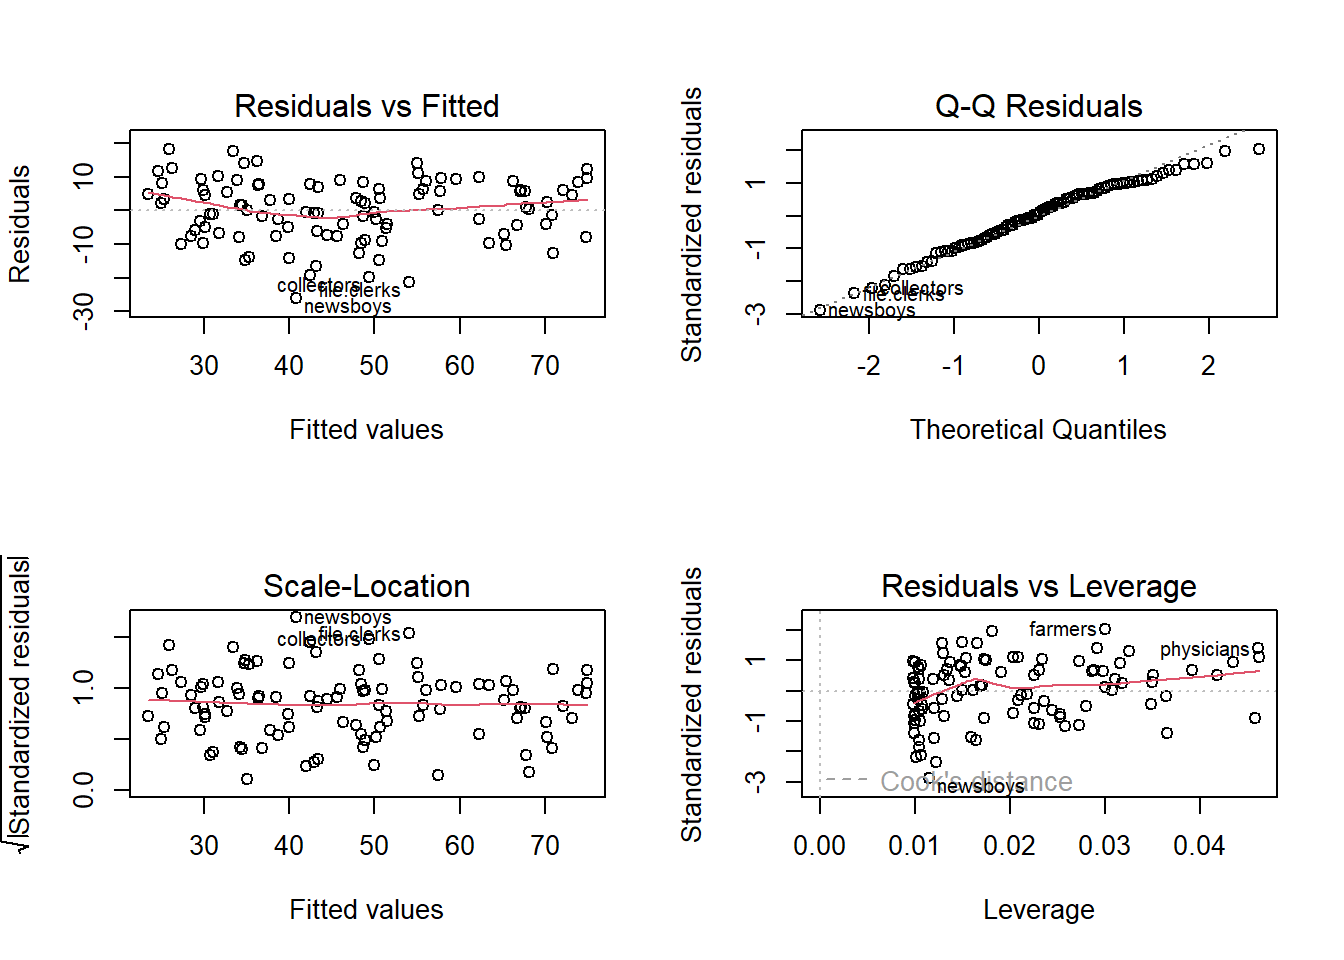 Residuals vs Fitted
Residuals
10
-10
-30
collectors
file.clerks
newsboys
30 40 50 60 70
Fitted values
Q-Q Residuals
Standardized residuals
1
-1
-3
collectors
file.clerks
newsboys
-2 -1 0 1 2
Theoretical Quantiles
Scale-Location
√|Standardized residuals|
1.0
0.0
newsboys
file.clerks
collectors
30 40 50 60 70
Fitted values
Residuals vs Leverage
Standardized residuals
1
-1
-3
farmers
physicians
Cook's distance
newsboys
0.00 0.01 0.02 0.03 0.04
Leverage